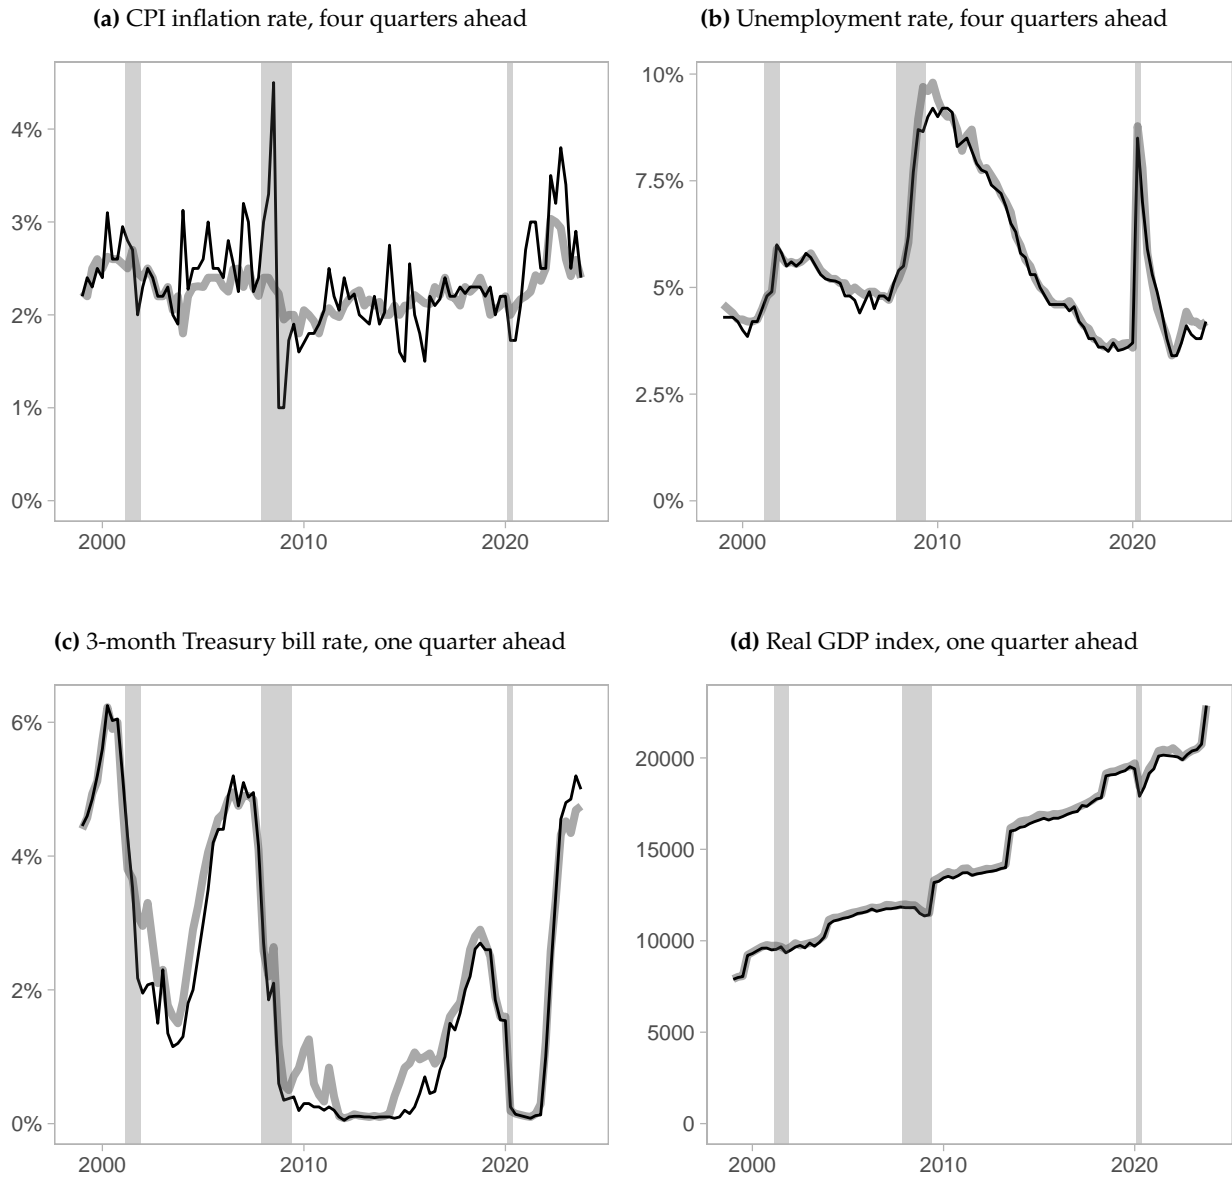 (a) CPI inflation rate, four quarters ahead
4%
3%
2%
1%
0%
2000 2010 2020
(b) Unemployment rate, four quarters ahead
10%
7.5%
5%
2.5%
0%
2000 2010 2020
(c) 3-month Treasury bill rate, one quarter ahead
6%
4%
2%
0%
2000 2010 2020
(d) Real GDP index, one quarter ahead
20000
15000
10000
5000
0
2000 2010 2020